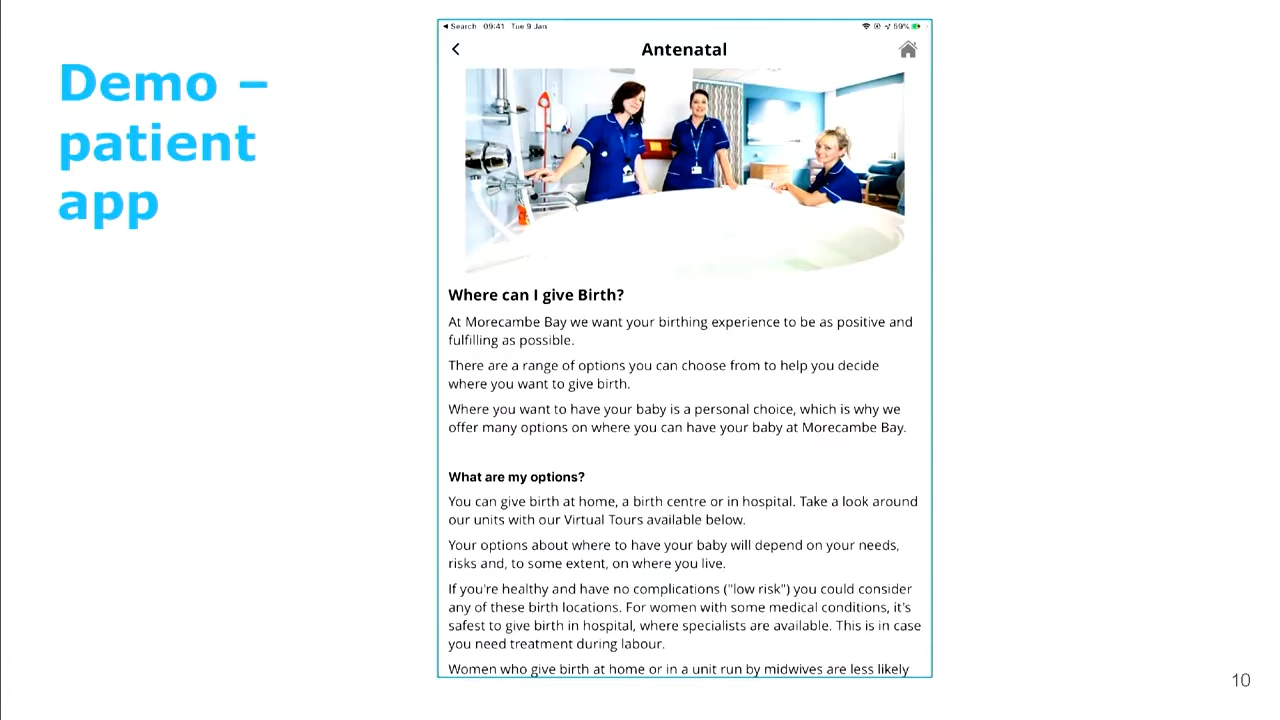 Demo –
patient
app
Search 09:41 Tue 9 Jan
59%
Antenatal
Where can I give Birth?
At Morecambe Bay we want your birthing experience to be as positive and
fulfilling as possible.
There are a range of options you can choose from to help you decide
where you want to give birth.
Where you want to have your baby is a personal choice, which is why we
offer many options on where you can have your baby at Morecambe Bay.
What are my options?
You can give birth at home, a birth centre or in hospital. Take a look around
our units with our Virtual Tours available below.
Your options about where to have your baby will depend on your needs,
risks and, to some extent, on where you live.
If you're healthy and have no complications ("low risk") you could consider
any of these birth locations. For women with some medical conditions, it's
safest to give birth in hospital, where specialists are available. This is in case
you need treatment during labour.
Women who give birth at home or in a unit run by midwives are less likely
10